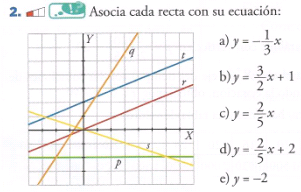 2. Asocia cada recta con su ecuación:
Y
q
t
r
X
s
p
a) y = -1/3 x
b) y = 3/2 x + 1
c) y = 2/5 x
d) y = 2/5 x + 2
e) y = -2